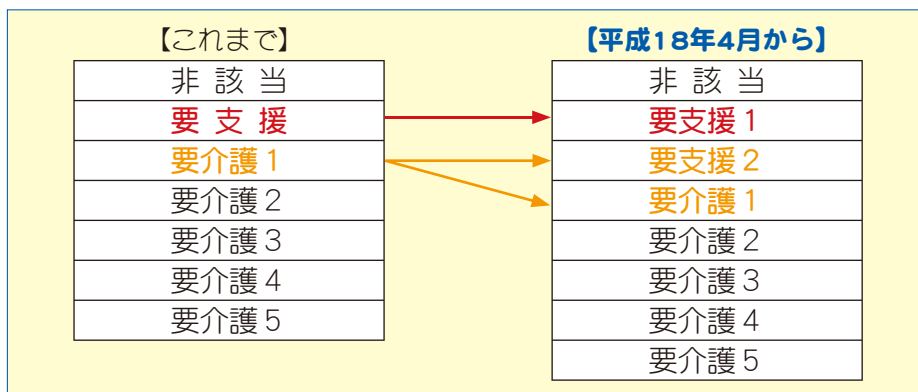 【これまで】
非該当
要支援
要介護1
要介護2
要介護3
要介護4
要介護5
【平成18年4月から】
非該当
要支援1
要支援2
要介護1
要介護2
要介護3
要介護4
要介護5